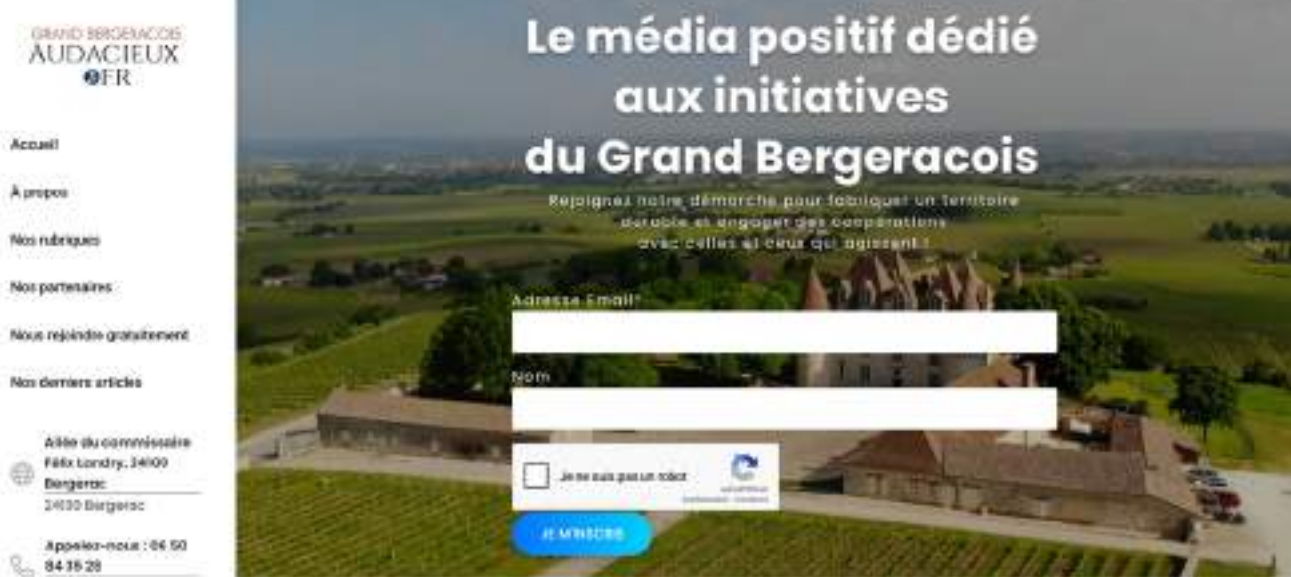 GRAND BERGERACOIS
AUDACIEUX
.FR
Accueil
À propos
Nos rubriques
Nos partenaires
Nous rejoindre gratuitement
Nos derniers articles
Allée du commissaire
Félix Landry, 24100
Bergerac
24100 Bergerac
Appelez-nous : 06 50
84 35 28
Le média positif dédié
aux initiatives
du Grand Bergeracois
Rejoignez notre démarche pour fabriquer un territoire
durable et engager des coopérations
avec celles et ceux qui agissent !
Adresse Email*
Nom
Je ne suis pas un robot
reCAPTCHA
JE M'INSCRIS